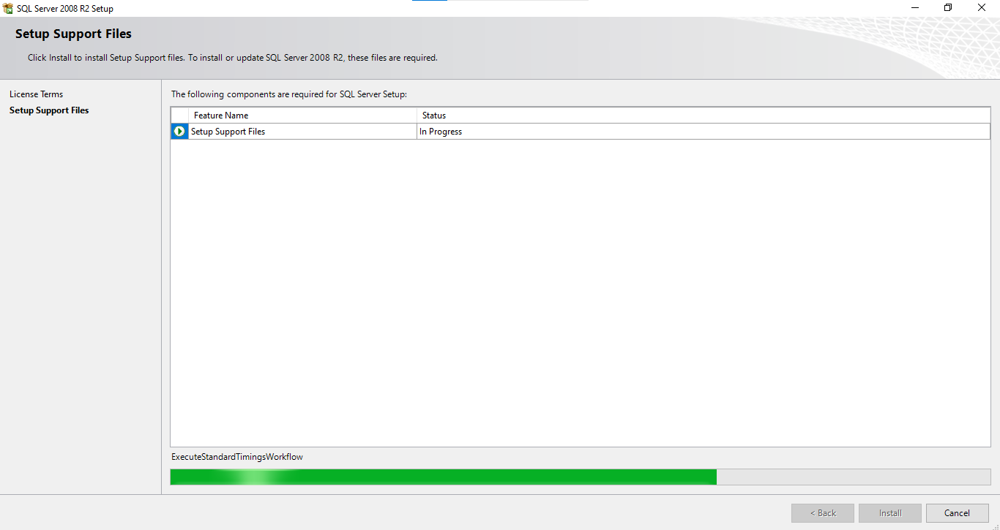 SQL Server 2008 R2 Setup
Setup Support Files
Click Install to install Setup Support files. To install or update SQL Server 2008 R2, these files are required.
License Terms
Setup Support Files
The following components are required for SQL Server Setup:
Feature Name Status
Setup Support Files In Progress
ExecuteStandardTimingsWorkflow
< Back Install Cancel